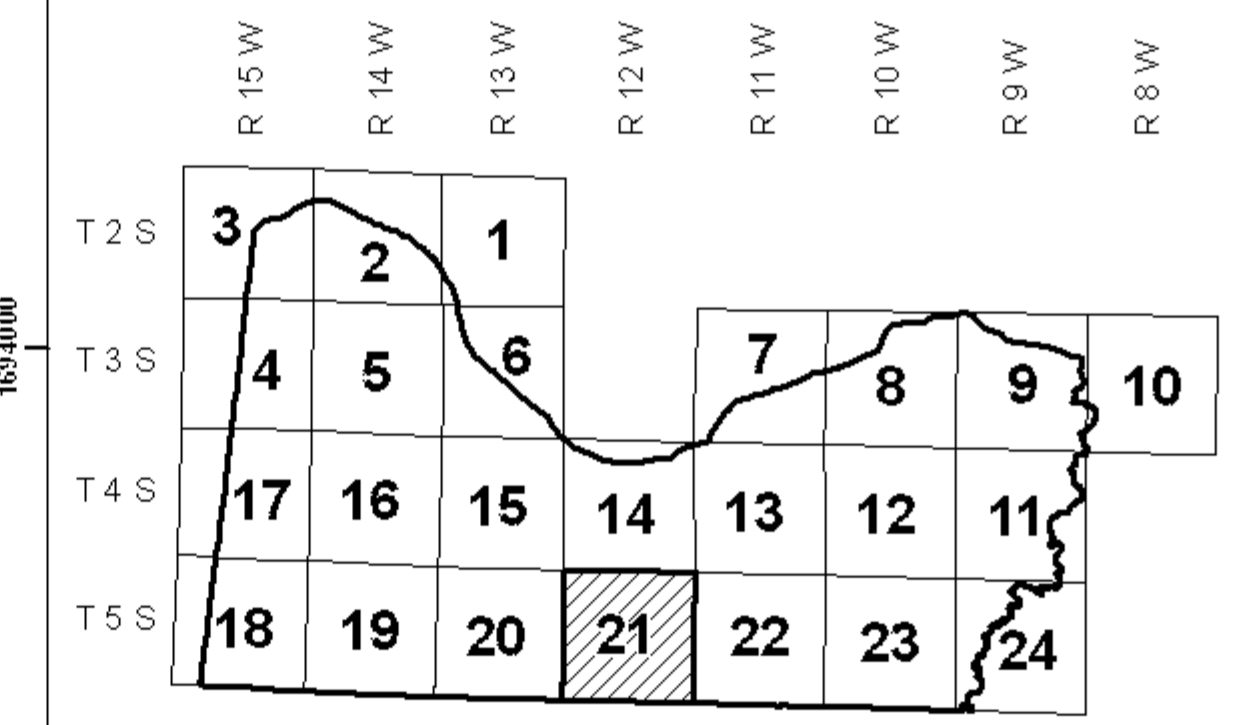 R 15 W R 14 W R 13 W R 12 W R 11 W R 10 W R 9 W R 8 W
T 2 S 3 2 1
1694000
T 3 S 4 5 6 7 8 9 10
T 4 S 17 16 15 14 13 12 11
T 5 S 18 19 20 21 22 23 24